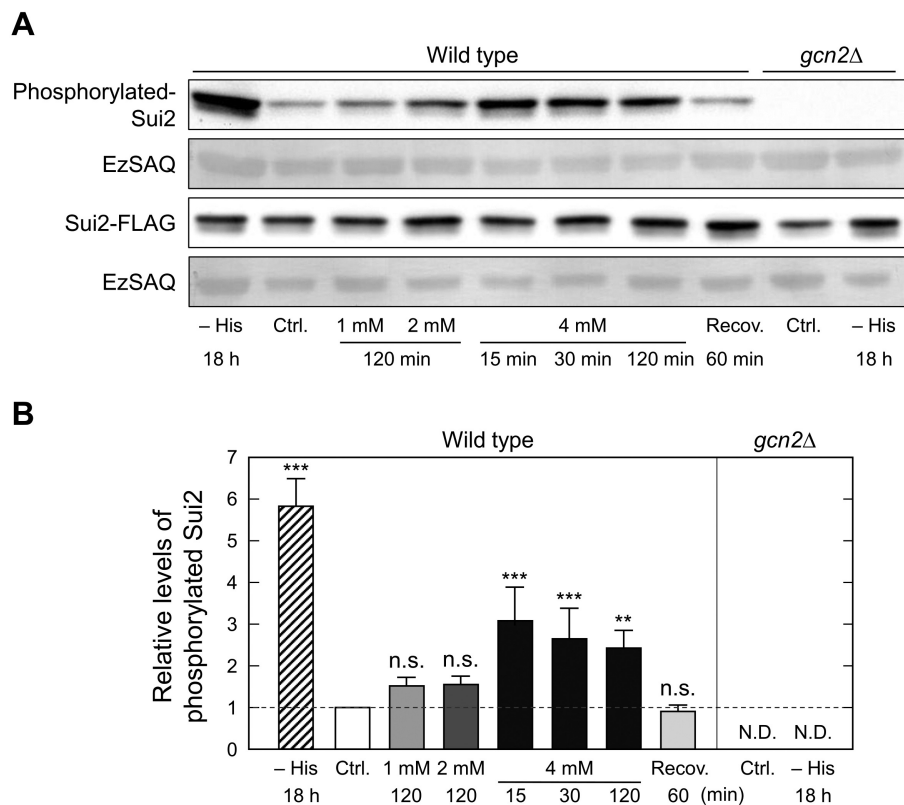 A
Wild type gcn2Δ
Phosphorylated-
Sui2
EzSAQ
Sui2-FLAG
EzSAQ
– His Ctrl. 1 mM 2 mM 4 mM Recov. Ctrl. – His
18 h 120 min 15 min 30 min 120 min 60 min 18 h
B
Wild type gcn2Δ
Relative levels of
phosphorylated Sui2
7
6
5
4
3
2
1
0
***
n.s.
n.s.
***
***
**
n.s.
N.D. N.D.
– His Ctrl. 1 mM 2 mM 4 mM Recov. Ctrl. – His
18 h 120 120 15 30 120 60 (min) 18 h